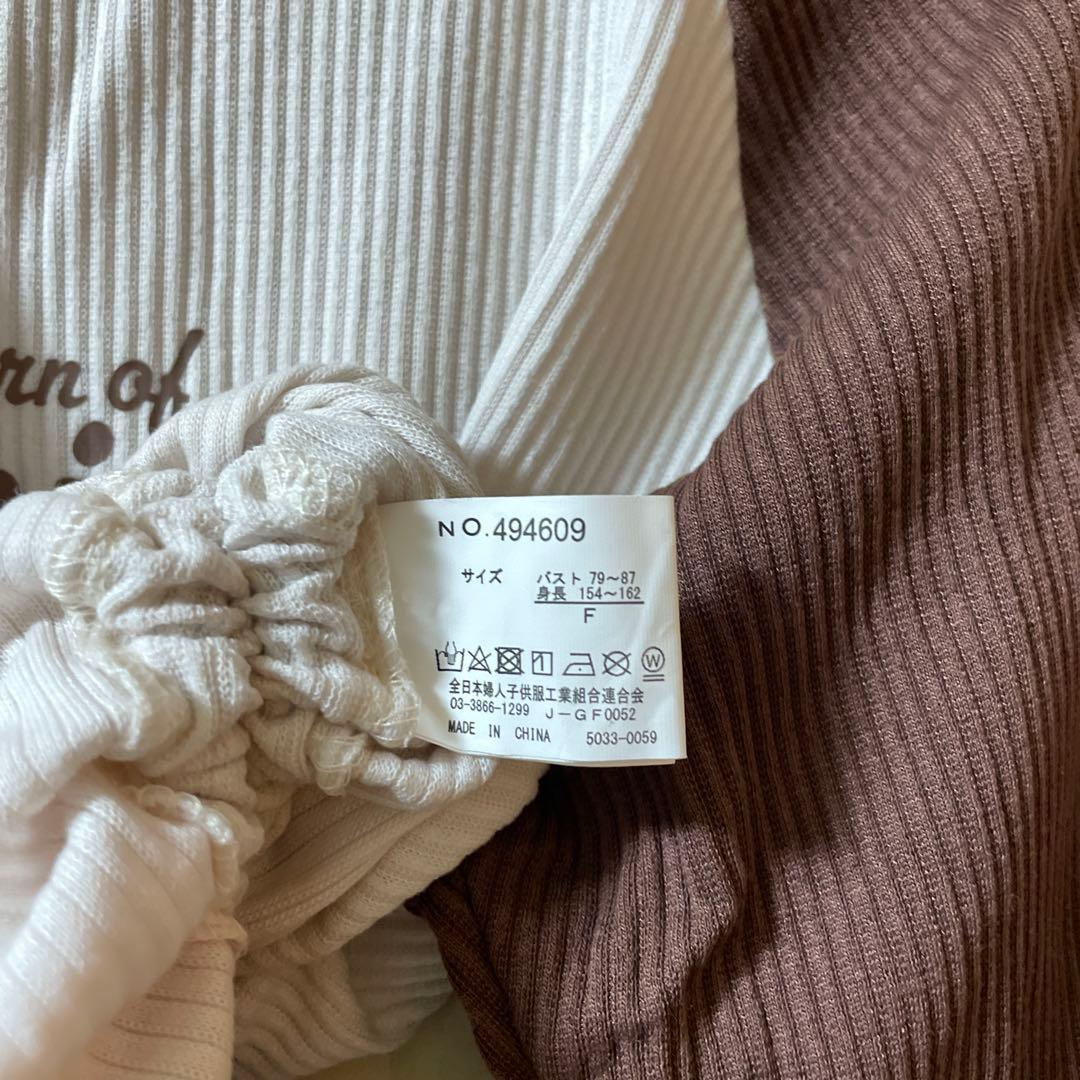 rn of
NO.494609
サイズ バスト 79～87
身長 154～162
F
W
全日本婦人子供服工業組合連合会
03-3866-1299 J-GF0052
MADE IN CHINA 5033-0059